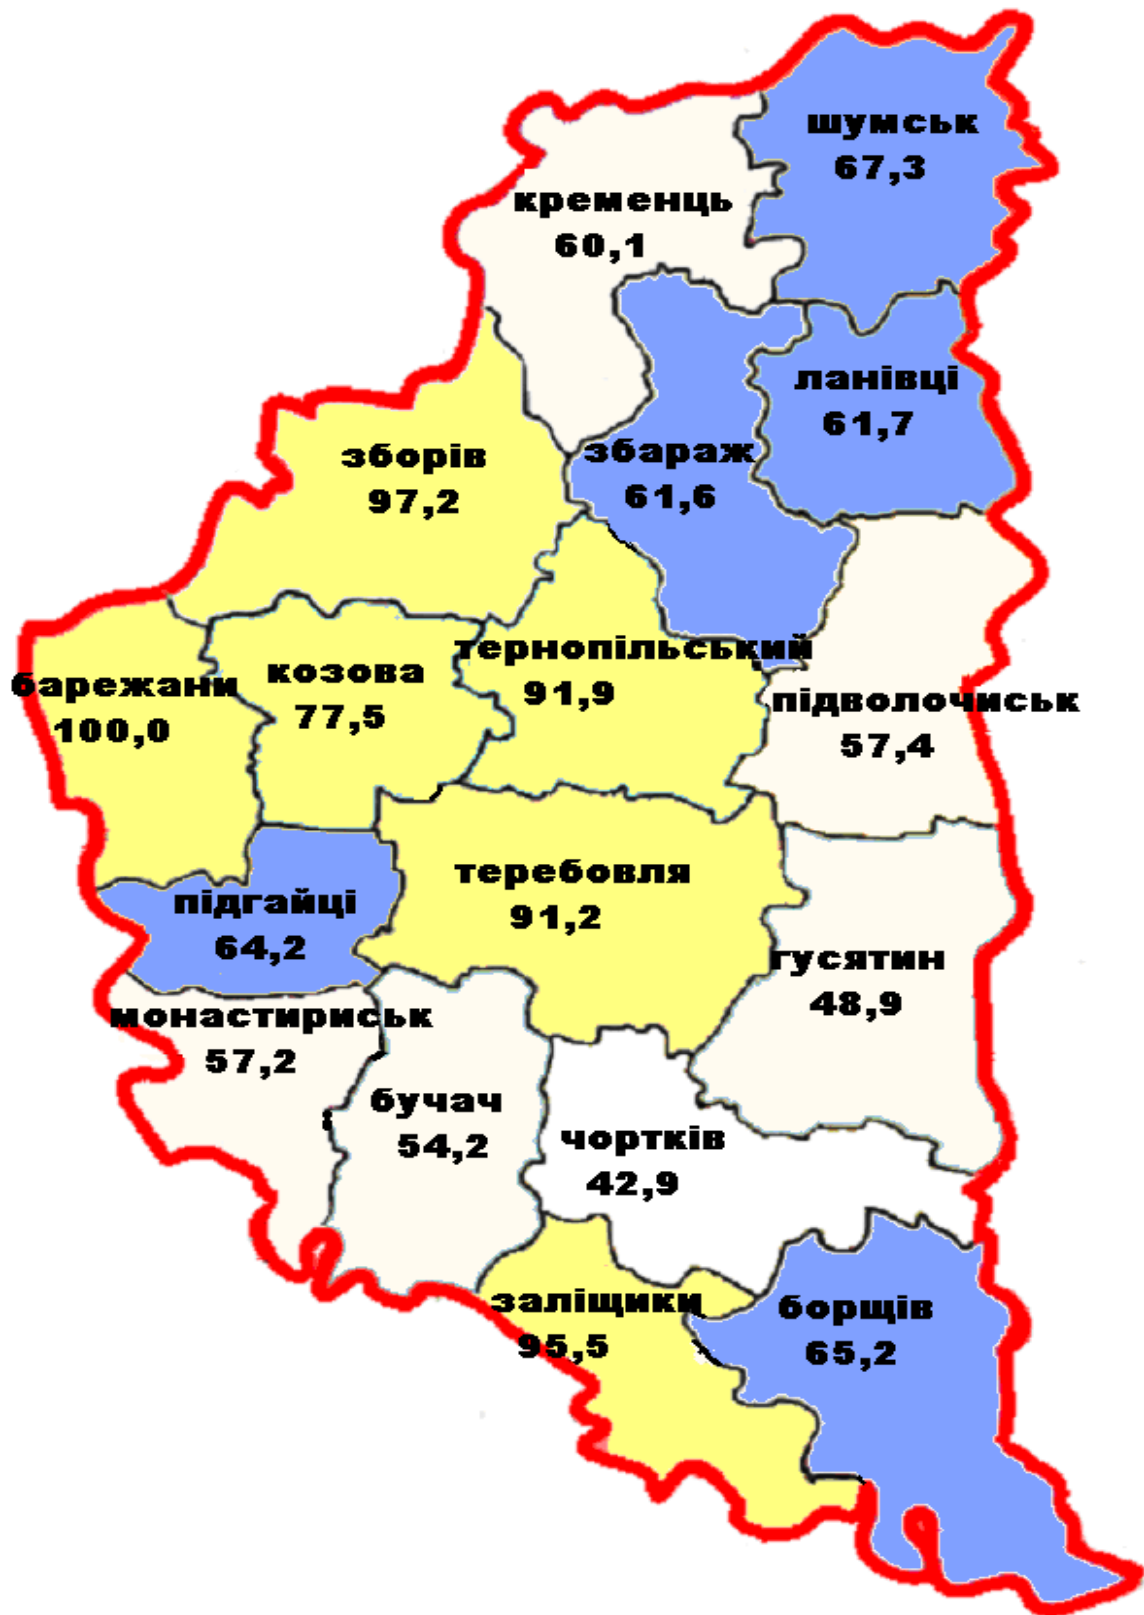 шумськ
67,3
кременць
60,1
ланівці
61,7
зборів
97,2
збараж
61,6
тернопільський
91,9
козова
77,5
барежани
100,0
підволочиськ
57,4
теребовля
91,2
підгайці
64,2
гусятин
48,9
монастириськ
57,2
бучач
54,2
чортків
42,9
заліщики
95,5
борщів
65,2